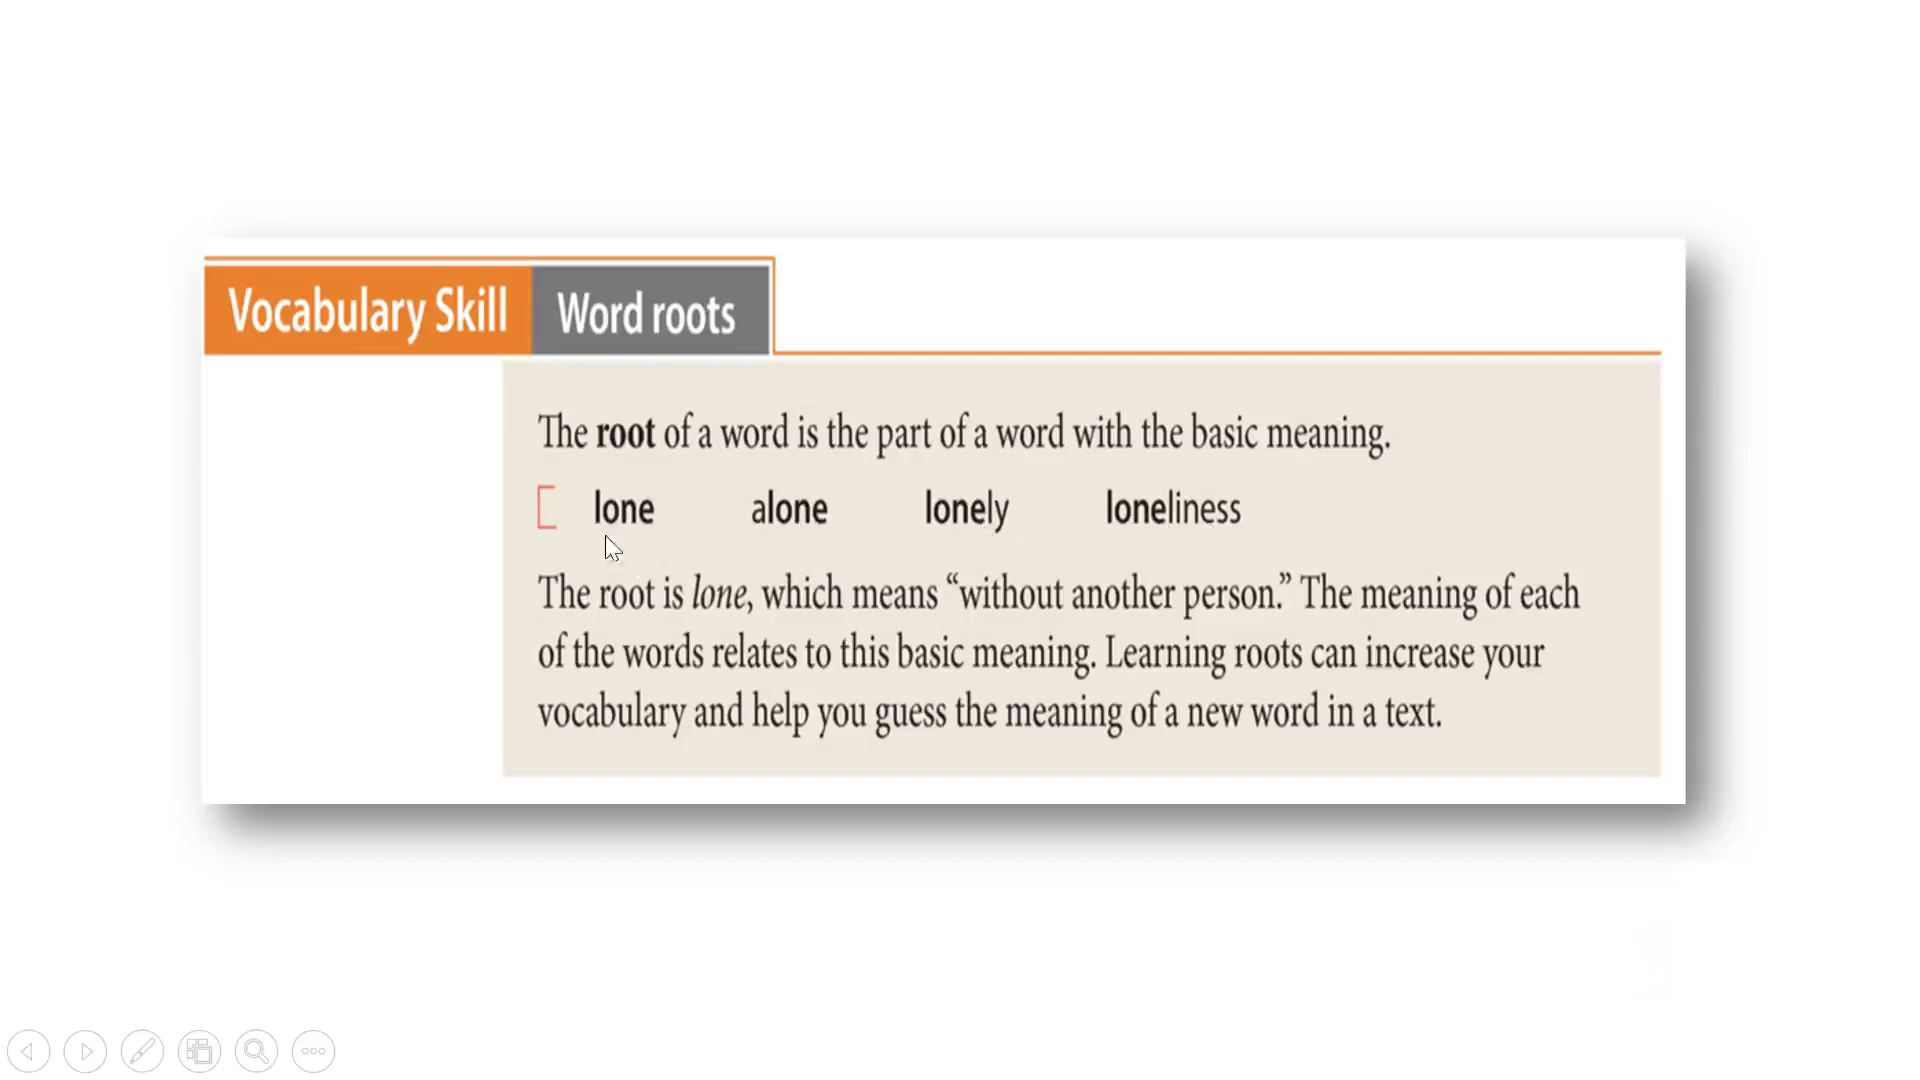 Vocabulary Skill Word roots
The root of a word is the part of a word with the basic meaning.
lone alone lonely loneliness
The root is lone, which means “without another person.” The meaning of each
of the words relates to this basic meaning. Learning roots can increase your
vocabulary and help you guess the meaning of a new word in a text.